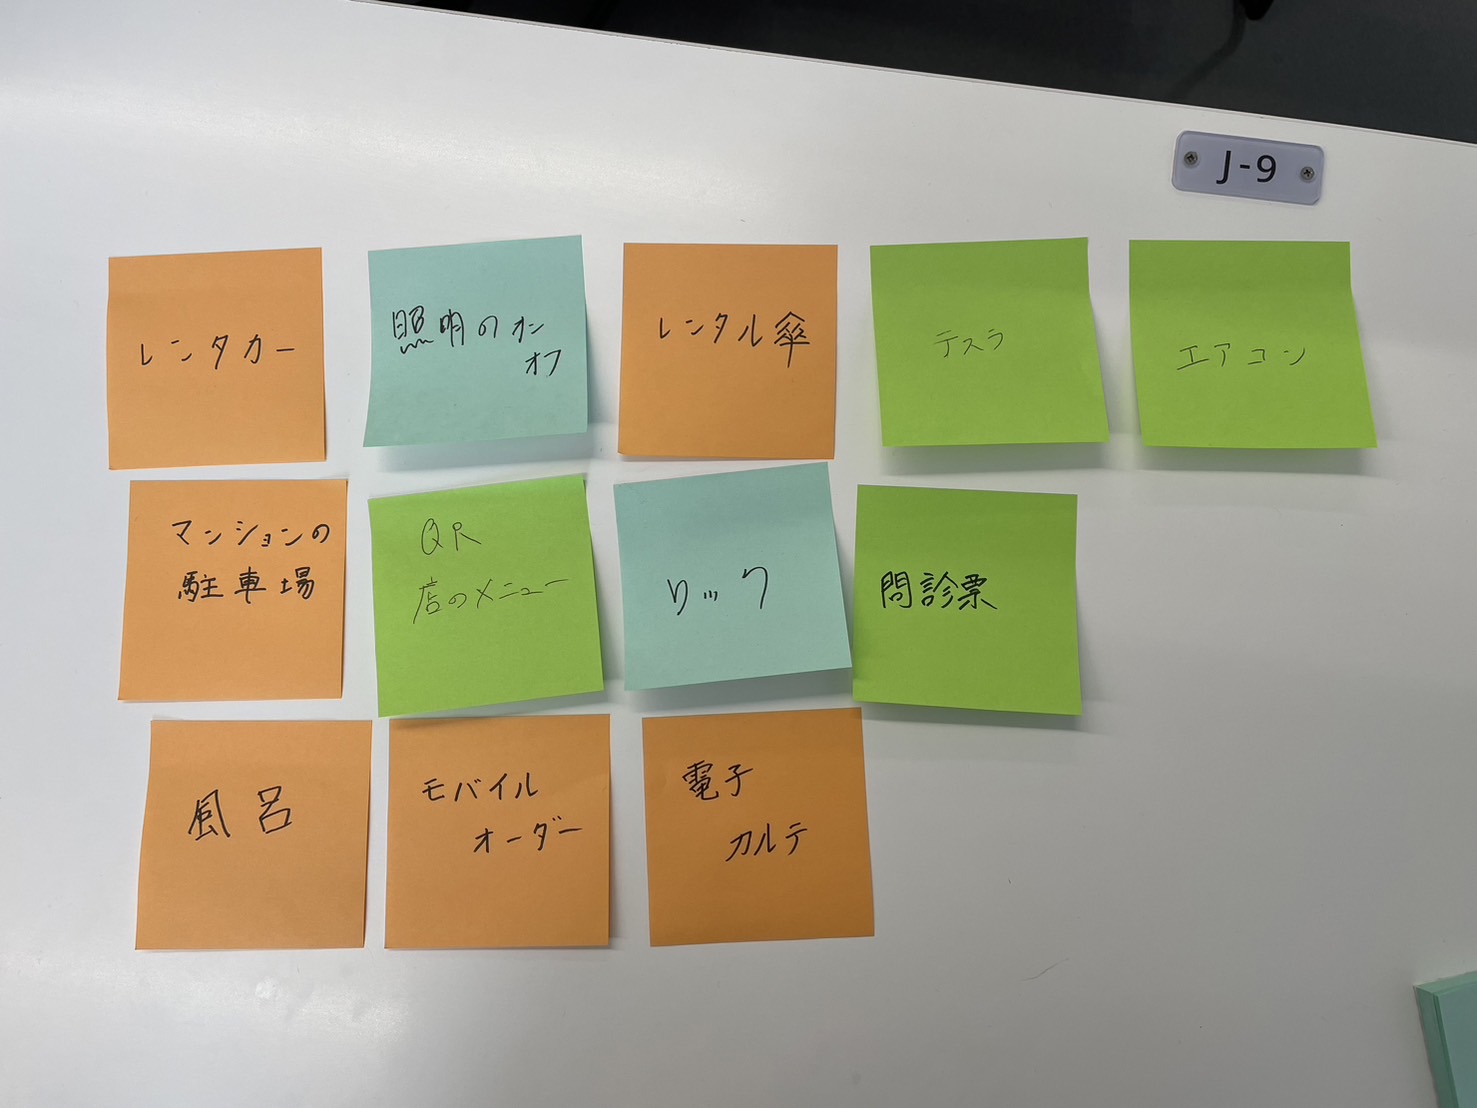 J-9
レンタカー
照明のオン
オフ
レンタル傘
テスラ
エアコン
マンションの
駐車場
QR
店のメニュー
リック
問診票
風呂
モバイル
オーダー
電子
カルテ